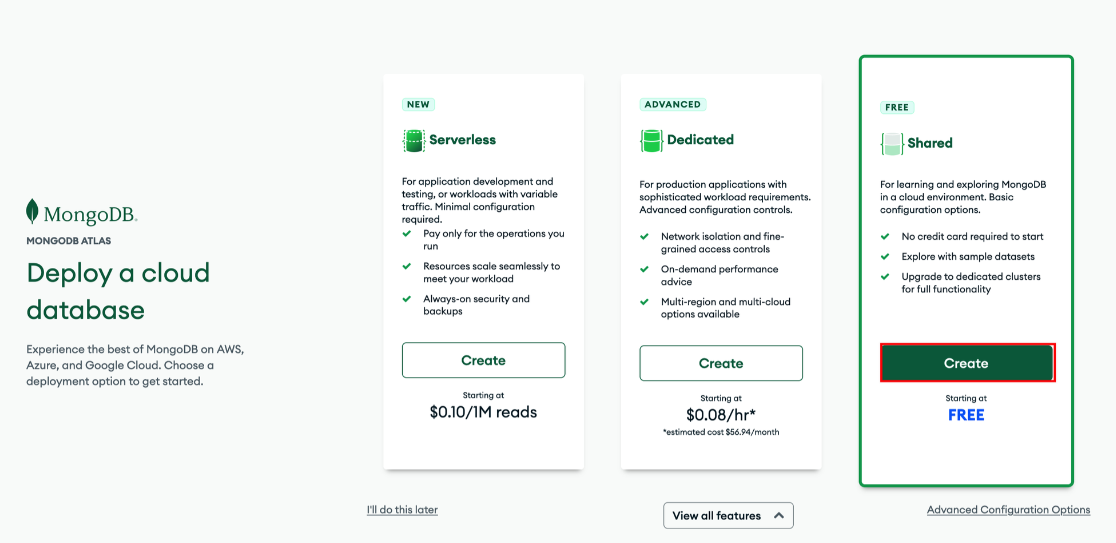 MongoDB.
MONGODB ATLAS
Deploy a cloud
database
Experience the best of MongoDB on AWS,
Azure, and Google Cloud. Choose a
deployment option to get started.
NEW
Serverless
For application development and
testing, or workloads with variable
traffic. Minimal configuration
required.
Pay only for the operations you
run
Resources scale seamlessly to
meet your workload
Always-on security and
backups
Create
Starting at
$0.10/1M reads
ADVANCED
Dedicated
For production applications with
sophisticated workload requirements.
Advanced configuration controls.
Network isolation and fine-
grained access controls
On-demand performance
advice
Multi-region and multi-cloud
options available
Create
Starting at
$0.08/hr*
*estimated cost $56.94/month
FREE
Shared
For learning and exploring MongoDB
in a cloud environment. Basic
configuration options.
No credit card required to start
Explore with sample datasets
Upgrade to dedicated clusters
for full functionality
Create
Starting at
FREE
I'll do this later
View all features
Advanced Configuration Options